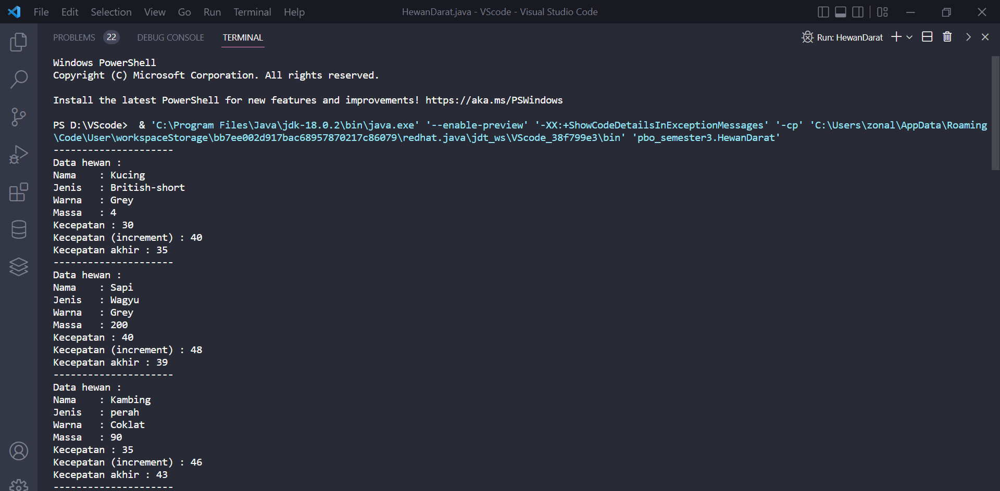 File Edit Selection View Go Run Terminal Help HewanDarat.java - VScode - Visual Studio Code
PROBLEMS 22 DEBUG CONSOLE TERMINAL Run: HewanDarat
Windows PowerShell
Copyright (C) Microsoft Corporation. All rights reserved.
Install the latest PowerShell for new features and improvements! https://aka.ms/PSWindows
PS D:\VScode>  & 'C:\Program Files\Java\jdk-18.0.2\bin\java.exe' '--enable-preview' '-XX:+ShowCodeDetailsInExceptionMessages' '-cp' 'C:\Users\zonal\AppData\Roaming
\Code\User\workspaceStorage\bb7ee002d917bac68957870217c86079\redhat.java\jdt_ws\VScode_38f799e3\bin' 'pbo_semester3.HewanDarat'
---------------------
Data hewan :
Nama    : Kucing
Jenis   : British-short
Warna   : Grey
Massa   : 4
Kecepatan : 30
Kecepatan (increment) : 40
Kecepatan akhir : 35
---------------------
Data hewan :
Nama    : Sapi
Jenis   : Wagyu
Warna   : Grey
Massa   : 200
Kecepatan : 40
Kecepatan (increment) : 48
Kecepatan akhir : 39
---------------------
Data hewan :
Nama    : Kambing
Jenis   : perah
Warna   : Coklat
Massa   : 90
Kecepatan : 35
Kecepatan (increment) : 46
Kecepatan akhir : 43
---------------------